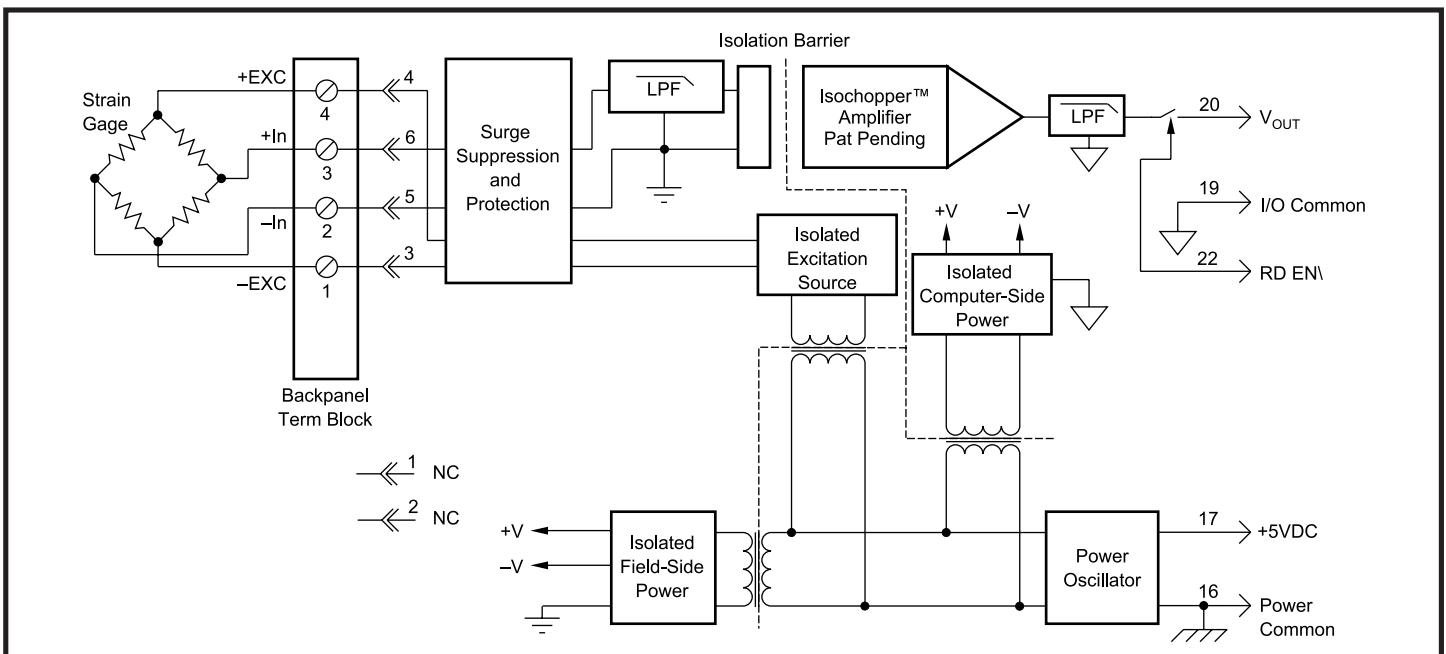 Isolation Barrier
+EXC
Strain
Gage
+In
–In
–EXC
4
3
2
1
4
6
5
3
Backpanel
Term Block
Surge
Suppression
and
Protection
LPF
Isochopper™
Amplifier
Pat Pending
LPF
20
VOUT
19
I/O Common
22
RD EN\
Isolated
Excitation
Source
+V
–V
Isolated
Computer-Side
Power
1
NC
2
NC
+V
–V
Isolated
Field-Side
Power
Power
Oscillator
17
+5VDC
16
Power
Common